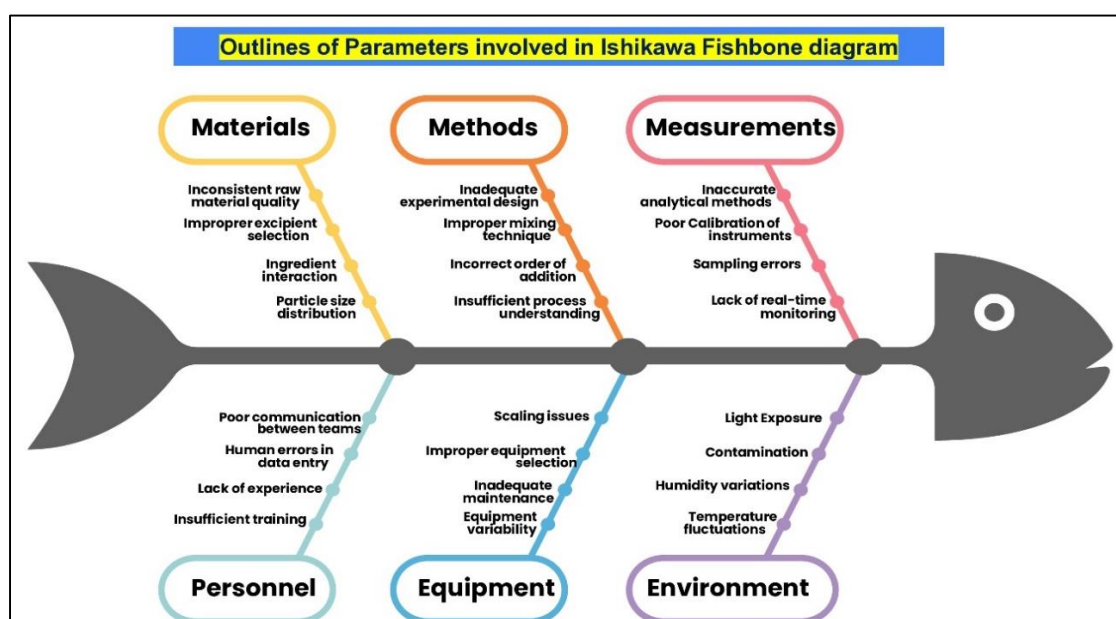 Outlines of Parameters involved in Ishikawa Fishbone diagram
Materials
Inconsistent raw
material quality
Improprer excipient
selection
Ingredient
interaction
Particle size
distribution
Methods
Inadequate
experimental design
Improper mixing
technique
Incorrect order of
addition
Insufficient process
understanding
Measurements
Inaccurate
analytical methods
Poor Calibration of
instruments
Sampling errors
Lack of real-time
monitoring
Poor communication
between teams
Human errors in
data entry
Lack of experience
Insufficient training
Personnel
Scaling issues
Improper equipment
selection
Inadequate
maintenance
Equipment
variability
Equipment
Light Exposure
Contamination
Humidity variations
Temperature
fluctuations
Environment